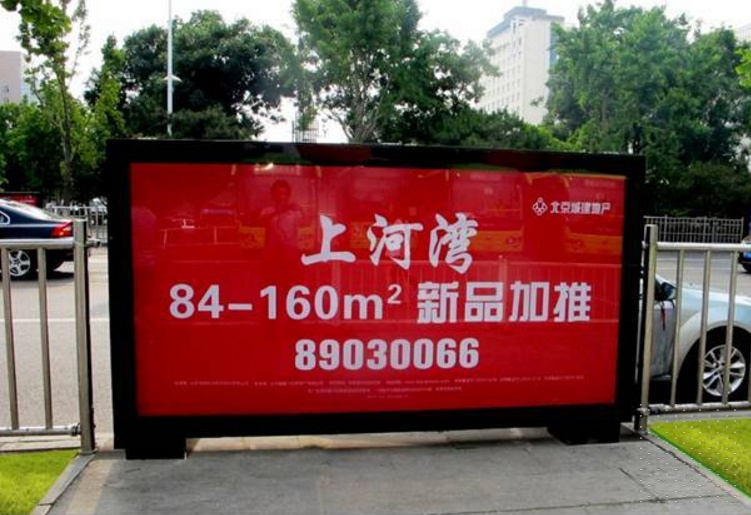 北京城建地产
上河湾
84-160m² 新品加推
89030066